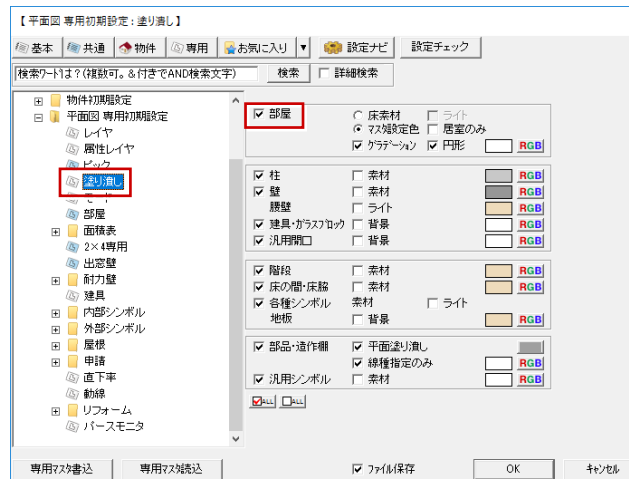 【 平面図 専用初期設定 : 塗り潰し 】
基本 共通 物件 専用 お気に入り ▼ 設定ナビ 設定チェック
検索ワードは?(複数可。&付きでAND検索文字) 検索 詳細検索
物件初期設定
平面図 専用初期設定
レイヤ
属性レイヤ
ピック
塗り潰し
モード
部屋
面積表
2×4専用
出窓壁
耐力壁
建具
内部シンボル
外部シンボル
屋根
申請
直下率
動線
リフォーム
パースモニタ
部屋 床素材 ライト
マスタ設定色 居室のみ
グラデーション 円形 RGB
柱 素材 RGB
壁 素材 RGB
腰壁 ライト RGB
建具・ガラスブロック 背景 RGB
汎用開口 背景 RGB
階段 素材 RGB
床の間・床脇 素材 RGB
各種シンボル 素材 ライト
地板 背景 RGB
部品・造作棚 平面塗り潰し
線種指定のみ RGB
汎用シンボル 素材 RGB
ALL ALL
専用マスタ書込 専用マスタ読込 ファイル保存 OK キャンセル